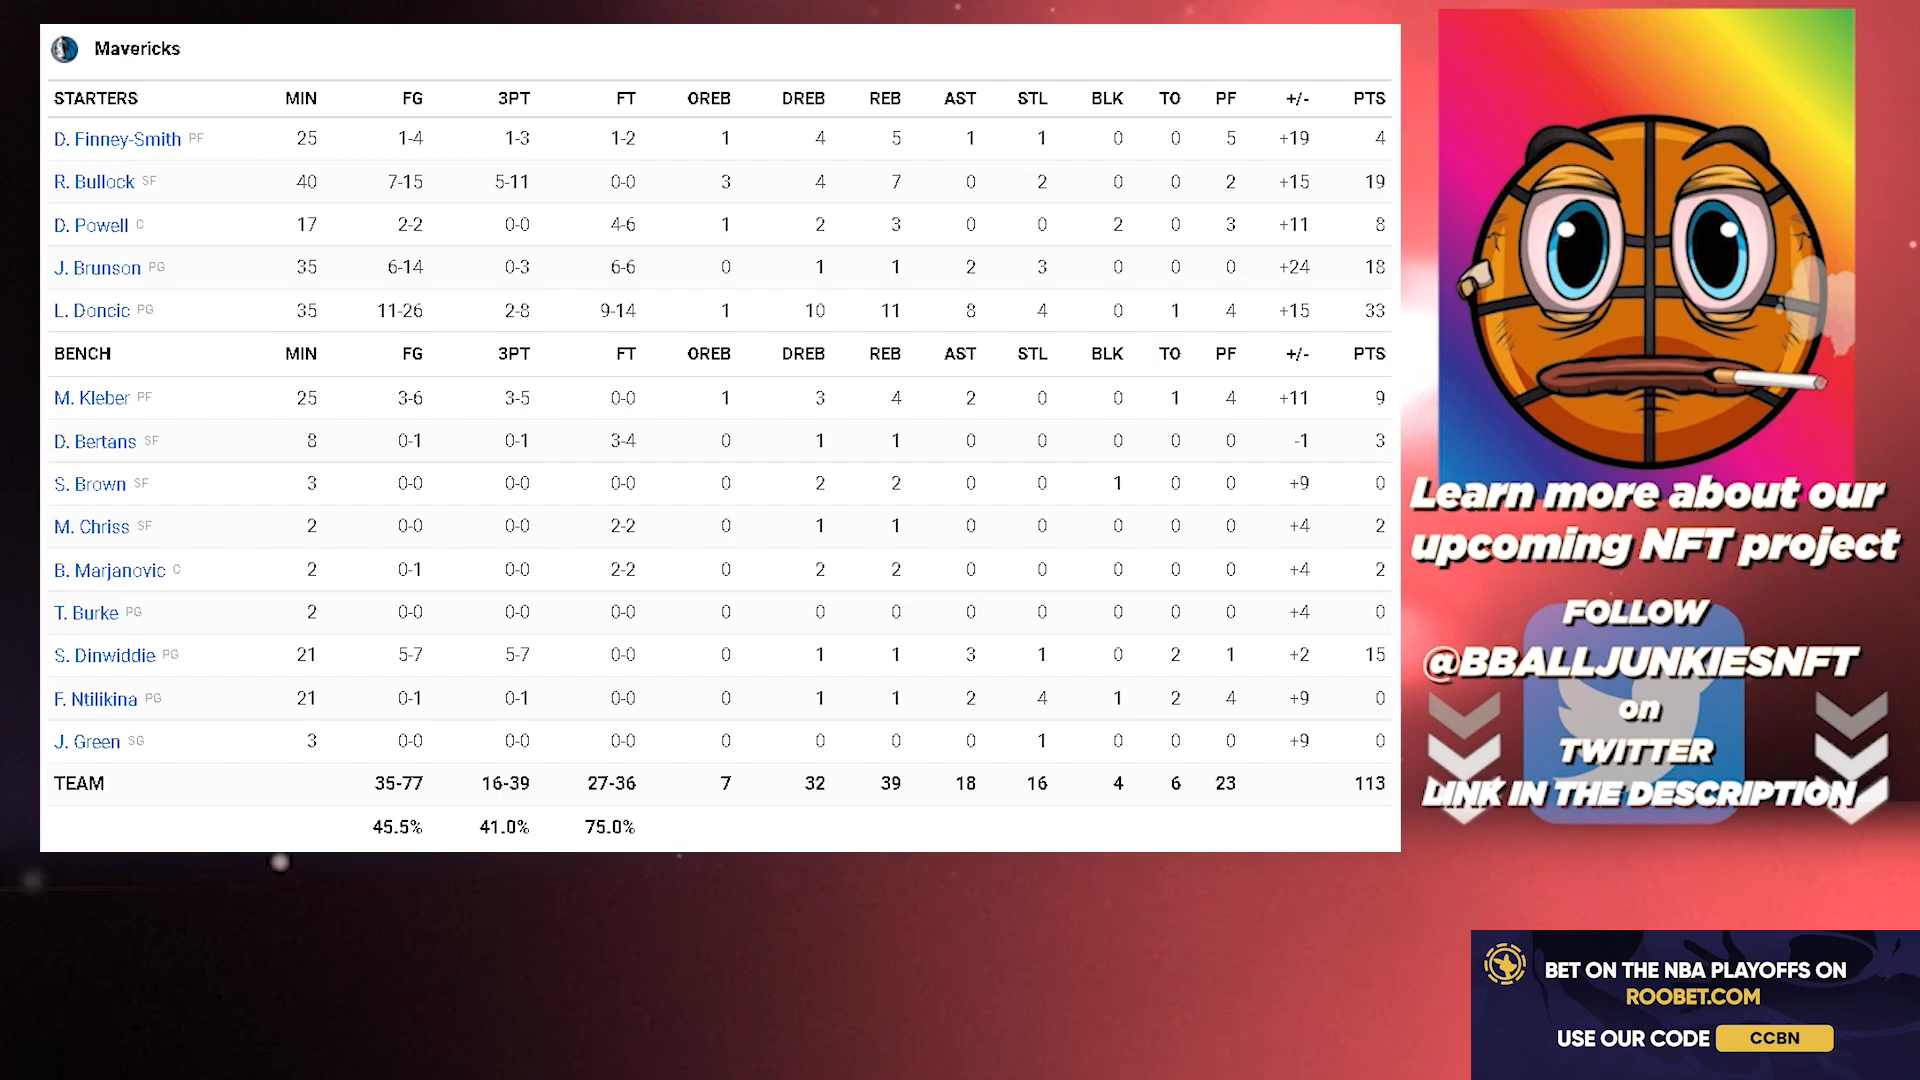 Mavericks
STARTERS MIN FG 3PT FT OREB DREB REB AST STL BLK TO PF +/- PTS
D. Finney-Smith PF 25 1-4 1-3 1-2 1 4 5 1 1 0 0 5 +19 4
R. Bullock SF 40 7-15 5-11 0-0 3 4 7 0 2 0 0 2 +15 19
D. Powell C 17 2-2 0-0 4-6 1 2 3 0 0 2 0 3 +11 8
J. Brunson PG 35 6-14 0-3 6-6 0 1 1 2 3 0 0 0 +24 18
L. Doncic PG 35 11-26 2-8 9-14 1 10 11 8 4 0 1 4 +15 33
BENCH MIN FG 3PT FT OREB DREB REB AST STL BLK TO PF +/- PTS
M. Kleber PF 25 3-6 3-5 0-0 1 3 4 2 0 0 1 4 +11 9
D. Bertans SF 8 0-1 0-1 3-4 0 1 1 0 0 0 0 0 -1 3
S. Brown SF 3 0-0 0-0 0-0 0 2 2 0 0 1 0 0 +9 0
M. Chriss SF 2 0-0 0-0 2-2 0 1 1 0 0 0 0 0 +4 2
B. Marjanovic C 2 0-1 0-0 2-2 0 2 2 0 0 0 0 0 +4 2
T. Burke PG 2 0-0 0-0 0-0 0 0 0 0 0 0 0 0 +4 0
S. Dinwiddie PG 21 5-7 5-7 0-0 0 1 1 3 1 0 2 1 +2 15
F. Ntilikina PG 21 0-1 0-1 0-0 0 1 1 2 4 1 2 4 +9 0
J. Green SG 3 0-0 0-0 0-0 0 0 0 0 1 0 0 0 +9 0
TEAM 35-77 16-39 27-36 7 32 39 18 16 4 6 23 113
45.5% 41.0% 75.0%
Learn more about our
upcoming NFT project
FOLLOW
@BBALLJUNKIESNFT
on
TWITTER
LINK IN THE DESCRIPTION
BET ON THE NBA PLAYOFFS ON
ROOBET.COM
USE OUR CODE CCBN